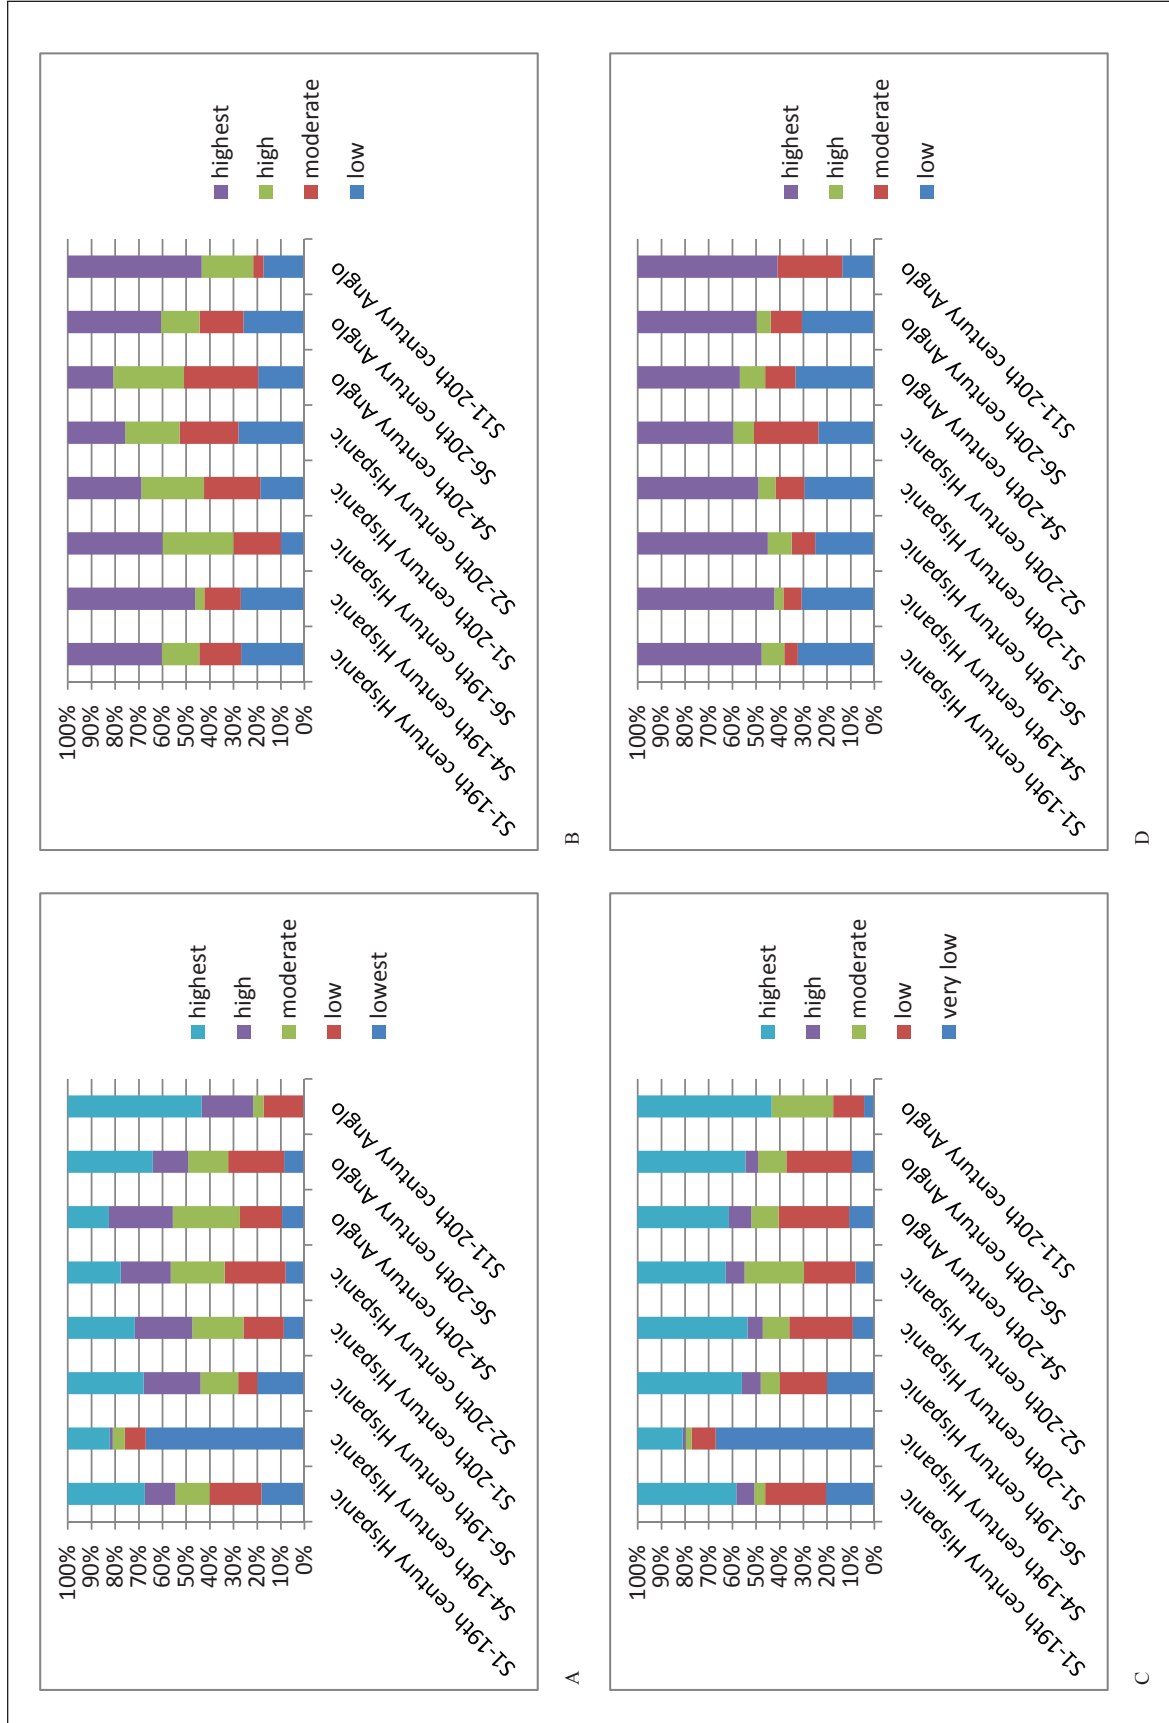 100%
90%
80%
70%
60%
50%
40%
30%
20%
10%
0%
S1-19th century Hispanic
S4-19th century Hispanic
S6-19th century Hispanic
S1-20th century Hispanic
S2-20th century Hispanic
S4-20th century Anglo
S6-20th century Anglo
S11-20th century Anglo
highest
high
moderate
low
lowest
A
100%
90%
80%
70%
60%
50%
40%
30%
20%
10%
0%
S1-19th century Hispanic
S4-19th century Hispanic
S6-19th century Hispanic
S1-20th century Hispanic
S2-20th century Hispanic
S4-20th century Anglo
S6-20th century Anglo
S11-20th century Anglo
highest
high
moderate
low
B
100%
90%
80%
70%
60%
50%
40%
30%
20%
10%
0%
S1-19th century Hispanic
S4-19th century Hispanic
S6-19th century Hispanic
S1-20th century Hispanic
S2-20th century Hispanic
S4-20th century Anglo
S6-20th century Anglo
S11-20th century Anglo
highest
high
moderate
low
very low
C
100%
90%
80%
70%
60%
50%
40%
30%
20%
10%
0%
S1-19th century Hispanic
S4-19th century Hispanic
S6-19th century Hispanic
S1-20th century Hispanic
S2-20th century Hispanic
S4-20th century Anglo
S6-20th century Anglo
S11-20th century Anglo
highest
high
moderate
low
D